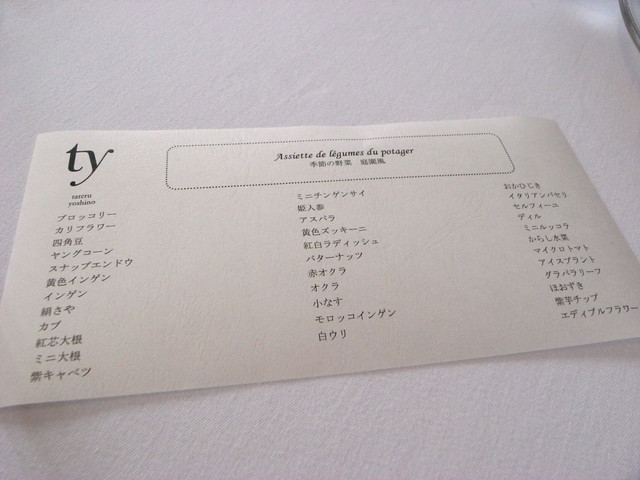 ty
tateru
yoshino
Assiette de légumes du potager
季節の野菜 庭園風
ブロッコリー
カリフラワー
四角豆
ヤングコーン
スナップエンドウ
黄色インゲン
インゲン
絹さや
カブ
紅芯大根
ミニ大根
紫キャベツ
ミニチンゲンサイ
姫人参
アスパラ
黄色ズッキーニ
紅白ラディッシュ
バターナッツ
赤オクラ
オクラ
小なす
モロッコインゲン
白ウリ
おかひじき
イタリアンパセリ
セルフィーユ
ディル
ミニルッコラ
からし水菜
マイクロトマト
アイスプラント
グラパラリーフ
ほおずき
紫芋チップ
エディブルフラワー